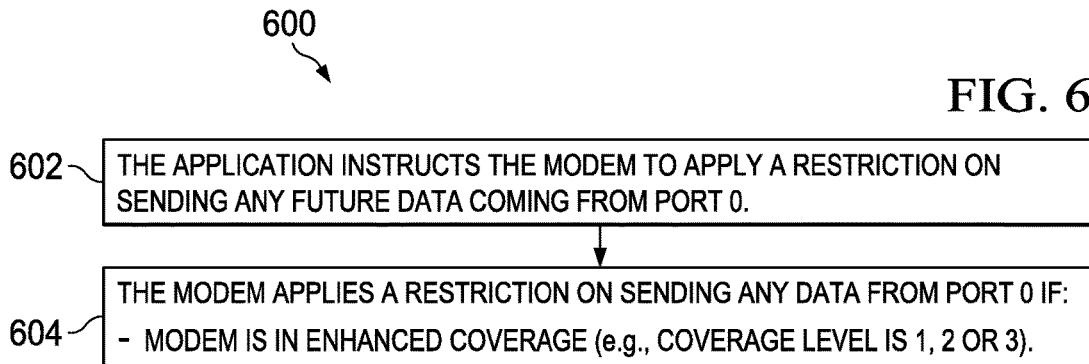 600
FIG. 6
602
THE APPLICATION INSTRUCTS THE MODEM TO APPLY A RESTRICTION ON
SENDING ANY FUTURE DATA COMING FROM PORT 0.
604
THE MODEM APPLIES A RESTRICTION ON SENDING ANY DATA FROM PORT 0 IF:
- MODEM IS IN ENHANCED COVERAGE (e.g., COVERAGE LEVEL IS 1, 2 OR 3).